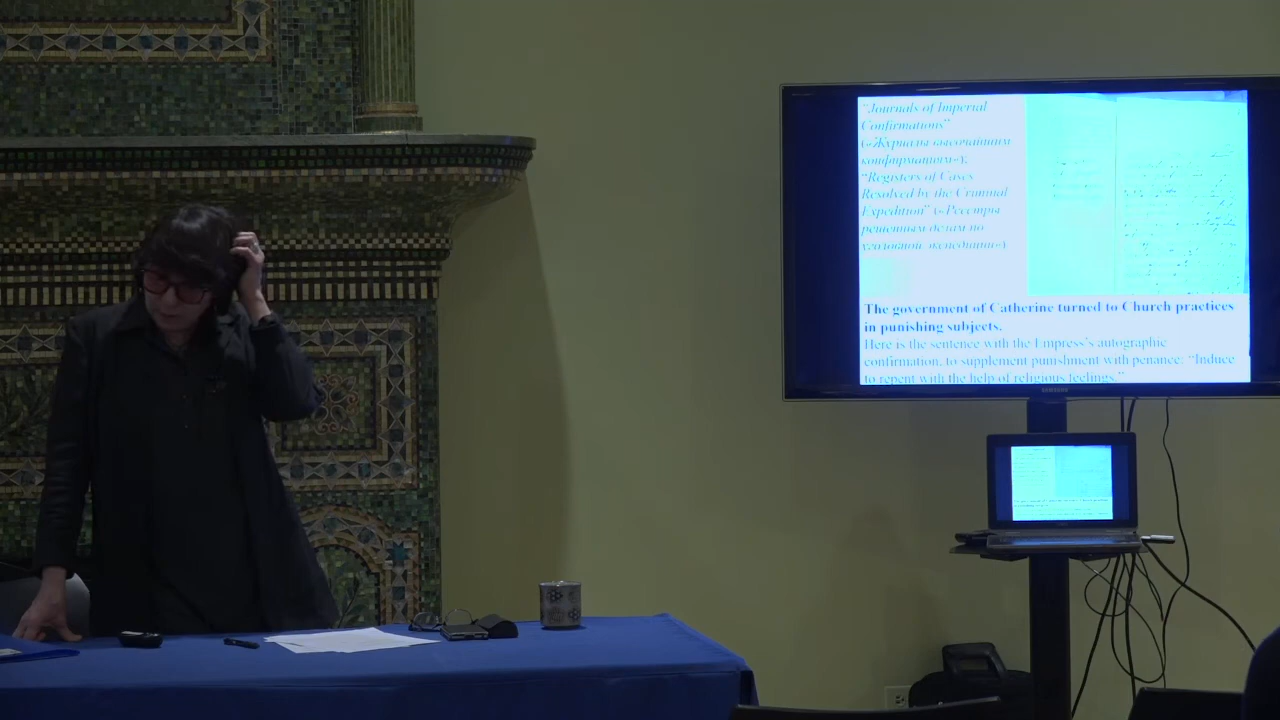 "Journals of Imperial
Confirmations"
(«Журналы высочайшим
конфирмациям»);
"Registers of Cases
Resolved by the Criminal
Expedition" («Реестры
решенным делам по
уголовной экспедиции»).
The government of Catherine turned to Church practices
in punishing subjects.
Here is the sentence with the Empress's autographic
confirmation, to supplement punishment with penance: "Induce
to repent with the help of religious feelings."
SAMSUNG